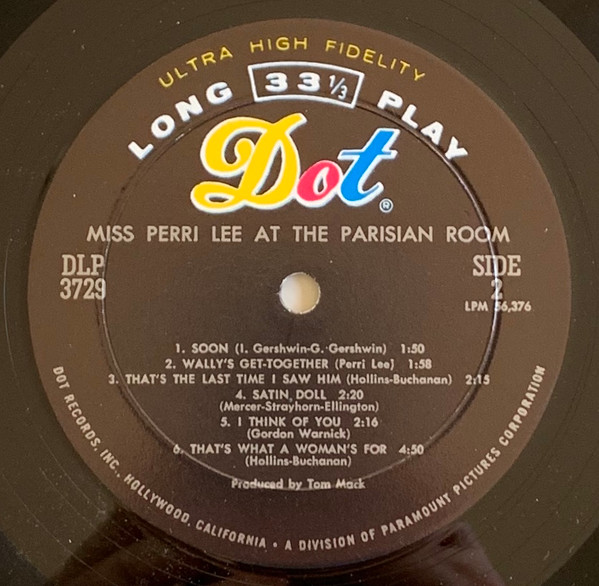 ULTRA HIGH FIDELITY
LONG 33 1/3 PLAY
Dot®
MISS PERRI LEE AT THE PARISIAN ROOM
DLP
3729
SIDE
2
LPM 56,376
1. SOON (I. Gershwin-G. Gershwin) 1:50
2. WALLY'S GET-TOGETHER (Perri Lee) 1:58
3. THAT'S THE LAST TIME I SAW HIM (Hollins-Buchanan) 2:15
4. SATIN DOLL 2:20
(Mercer-Strayhorn-Ellington)
5. I THINK OF YOU 2:16
(Gordon Warnick)
6. THAT'S WHAT A WOMAN'S FOR 4:50
(Hollins-Buchanan)
Produced by Tom Mack
DOT RECORDS, INC., HOLLYWOOD, CALIFORNIA • A DIVISION OF PARAMOUNT PICTURES CORPORATION